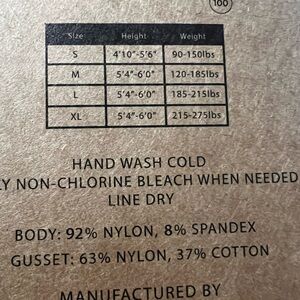 100
Size Height Weight
S 4'10"-5'6" 90-150lbs
M 5'4"-6'0" 120-185lbs
L 5'4"-6'0" 185-215lbs
XL 5'4"-6'0" 215-275lbs
HAND WASH COLD
Y NON-CHLORINE BLEACH WHEN NEEDED
LINE DRY
BODY: 92% NYLON, 8% SPANDEX
GUSSET: 63% NYLON, 37% COTTON
MANUFACTURED BY